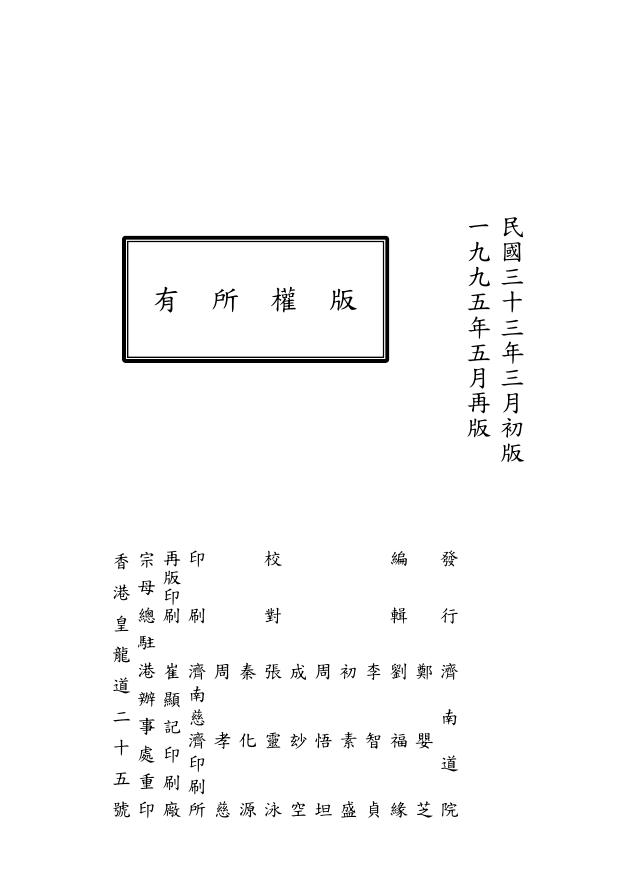 民國三十三年三月初版
一九九五年五月再版
版權所有
發行 濟南道院
鄭嬰芝
編輯 劉福緣
李智貞
初素盛
周悟坦
成玅空
校對 張靈泳
秦化源
周孝慈
印刷 濟南慈濟印刷所
再版印刷 崔顯記印刷廠
宗母總駐港辦事處重印
香港皇龍道二十五號